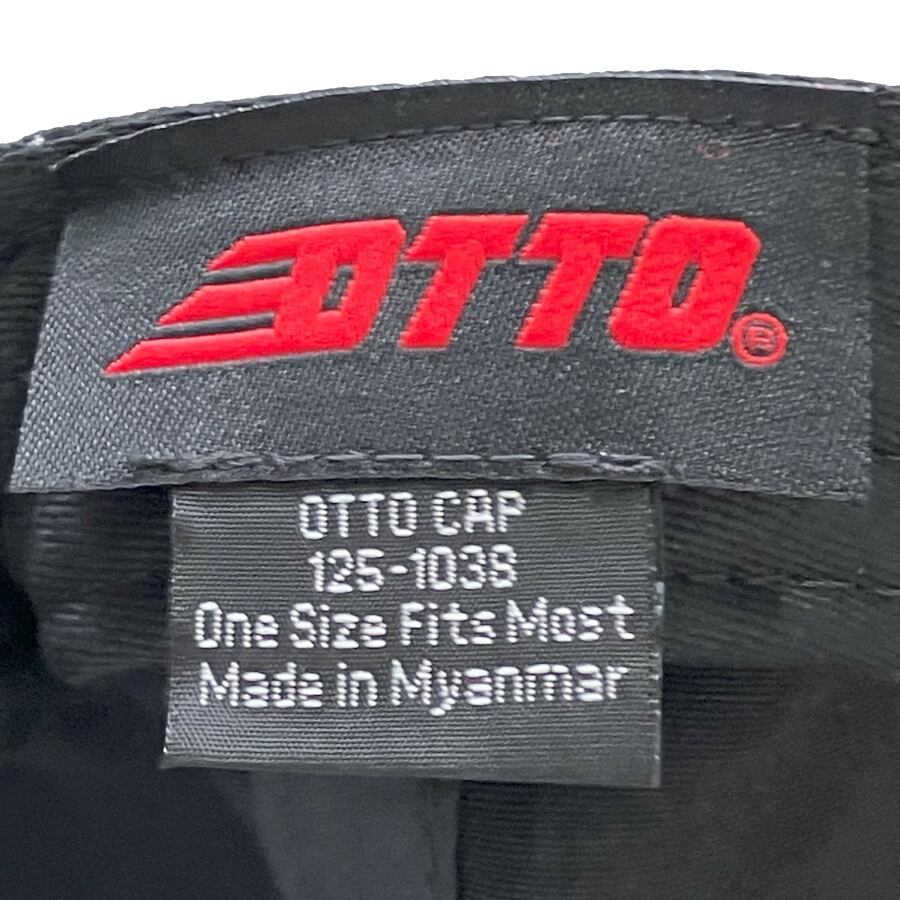 OTTO®
OTTO CAP
125-1038
One Size Fits Most
Made in Myanmar